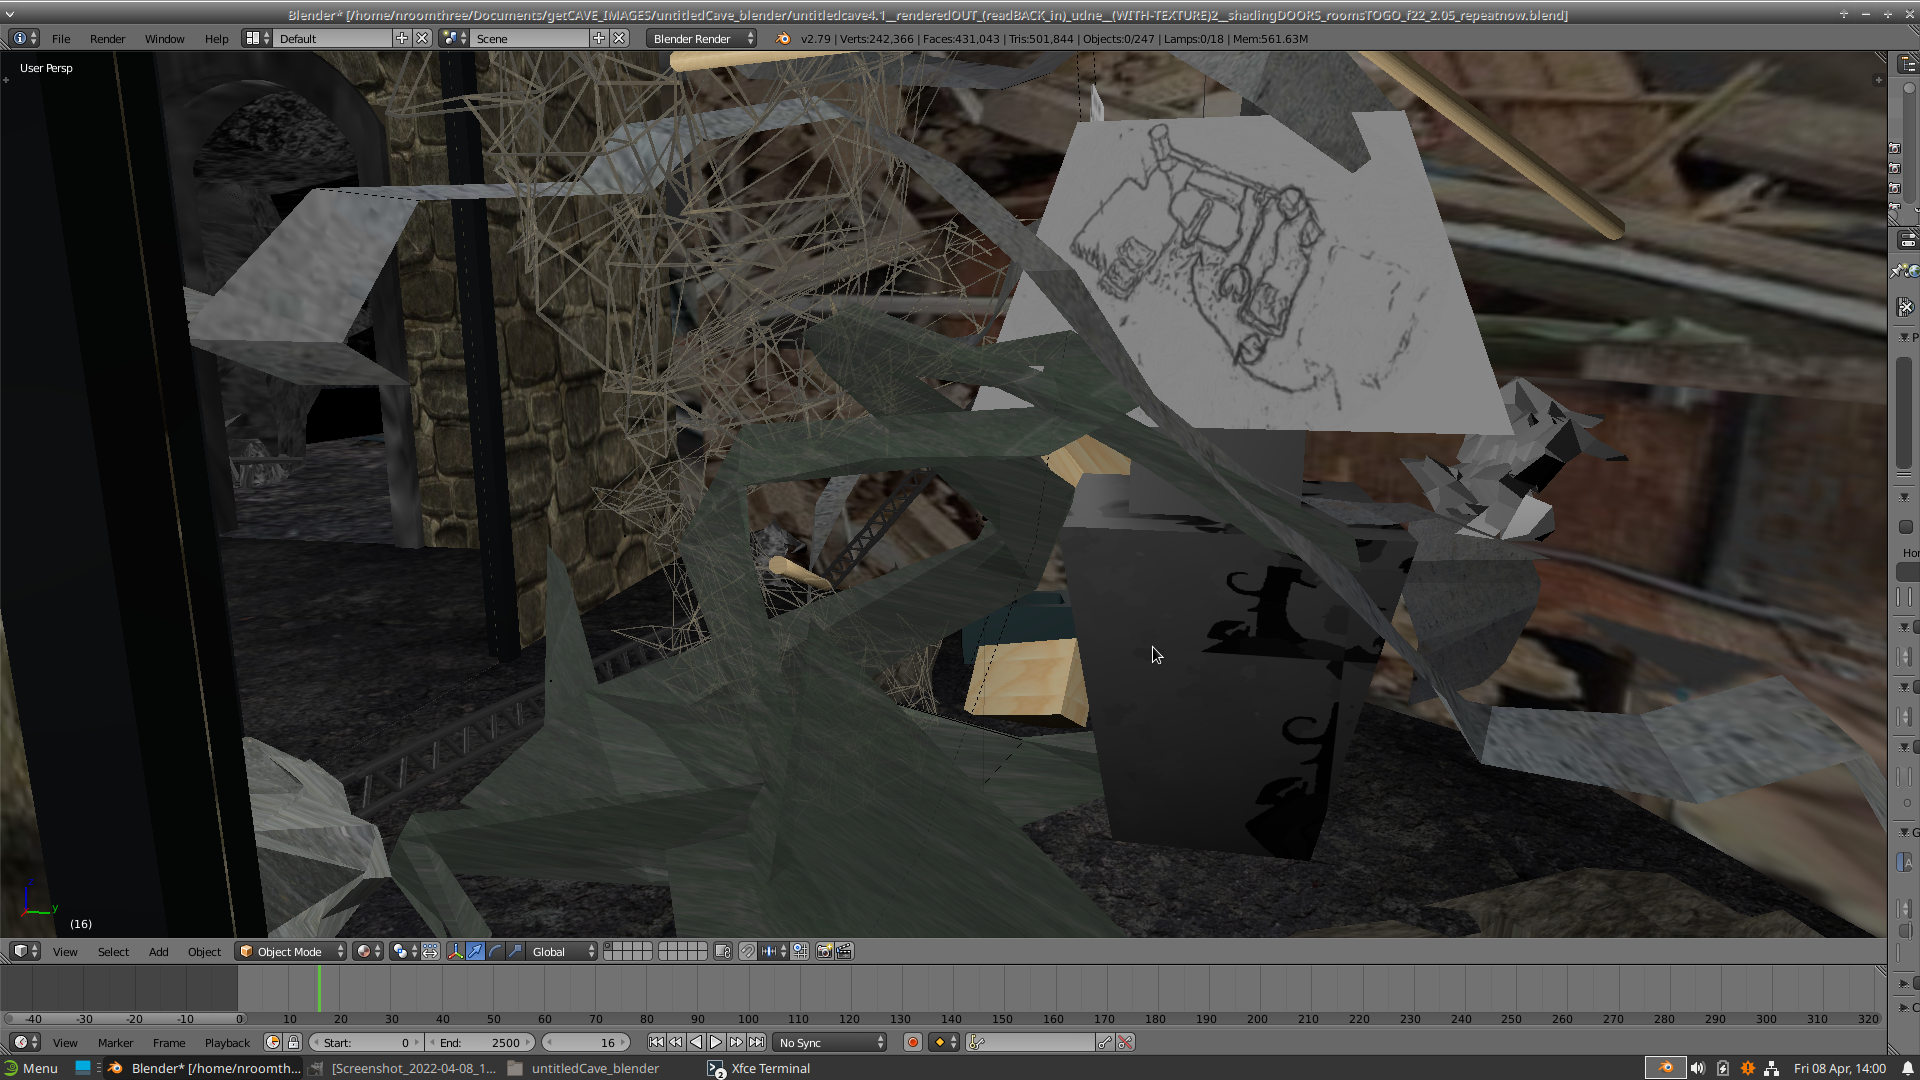 Blender* [/home/nroomthree/Documents/getCAVE_IMAGES/untitledCave_blender/untitledcave4.1__renderedOUT_(readBACK_in)_udne__(WITH-TEXTURE)2__shadingDOORS_roomsTOGO_f22_2.05_repeatnow.blend]
File Render Window Help Default Scene Blender Render v2.79 | Verts:242,366 | Faces:431,043 | Tris:501,844 | Objects:0/247 | Lamps:0/18 | Mem:561.63M
User Persp
(16)
View Select Add Object Object Mode Global
-40 -30 -20 -10 0 10 20 30 40 50 60 70 80 90 100 110 120 130 140 150 160 170 180 190 200 210 220 230 240 250 260 270 280 290 300 310 320
View Marker Frame Playback Start: 0 End: 2500 16 No Sync
Menu Blender* [/home/nroomth... [Screenshot_2022-04-08_1... untitledCave_blender Xfce Terminal Fri 08 Apr, 14:00